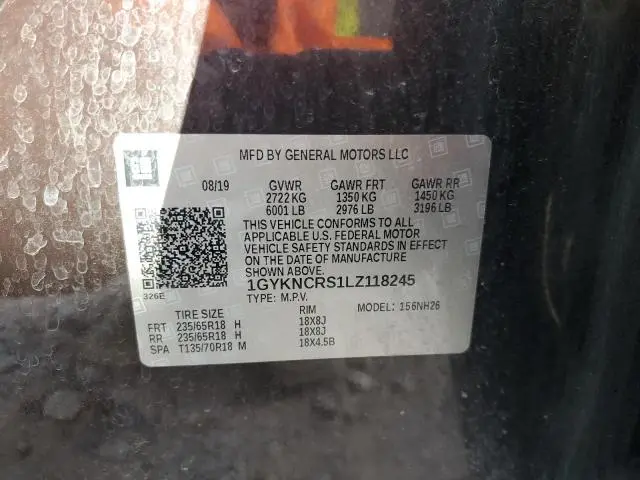 MFD BY GENERAL MOTORS LLC
08/19 GVWR GAWR FRT GAWR RR
2722 KG 1350 KG 1450 KG
6001 LB 2976 LB 3196 LB
THIS VEHICLE CONFORMS TO ALL
APPLICABLE U.S. FEDERAL MOTOR
VEHICLE SAFETY STANDARDS IN EFFECT
ON THE DATE OF MANUFACTURE
SHOWN ABOVE.
326E 1GYKNCRS1LZ118245
TYPE: M.P.V. MODEL: 156NH26
TIRE SIZE RIM
FRT 235/65R18 H 18X8J
RR 235/65R18 H 18X8J
SPA T135/70R18 M 18X4.5B